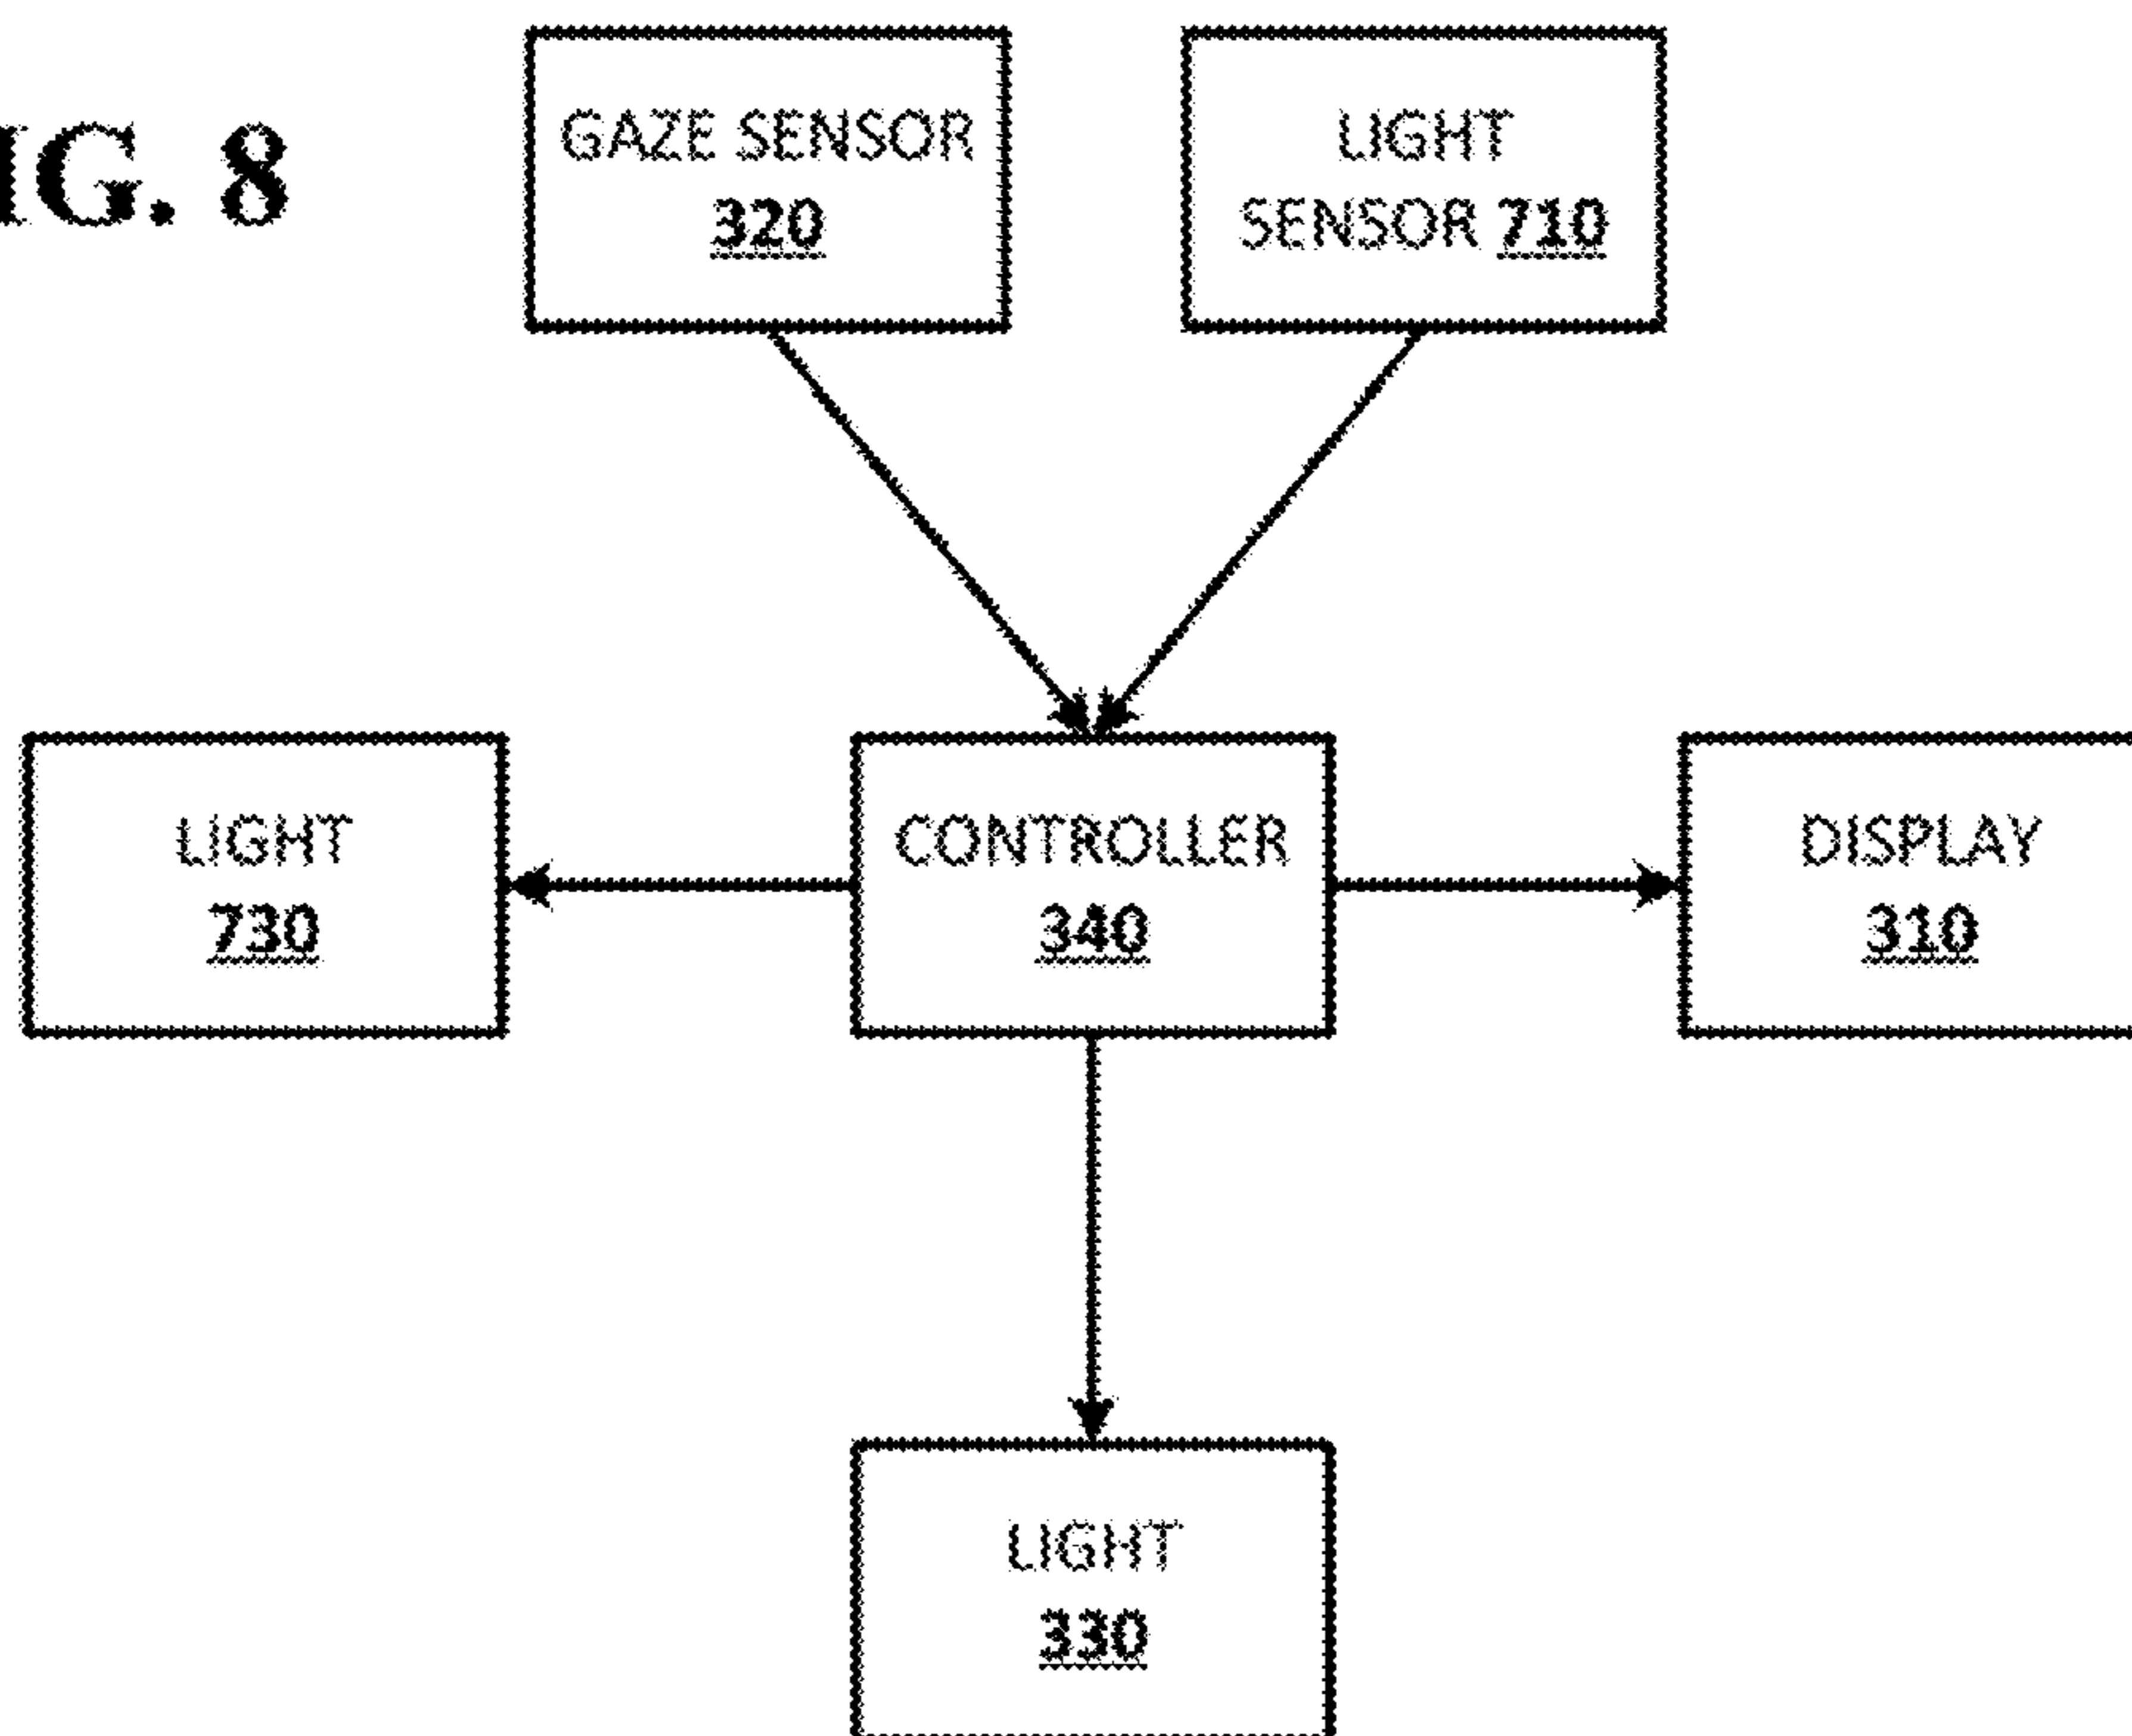 IG. 8
GAZE SENSOR
320
LIGHT
SENSOR 710
LIGHT
730
CONTROLLER
340
DISPLAY
310
LIGHT
330